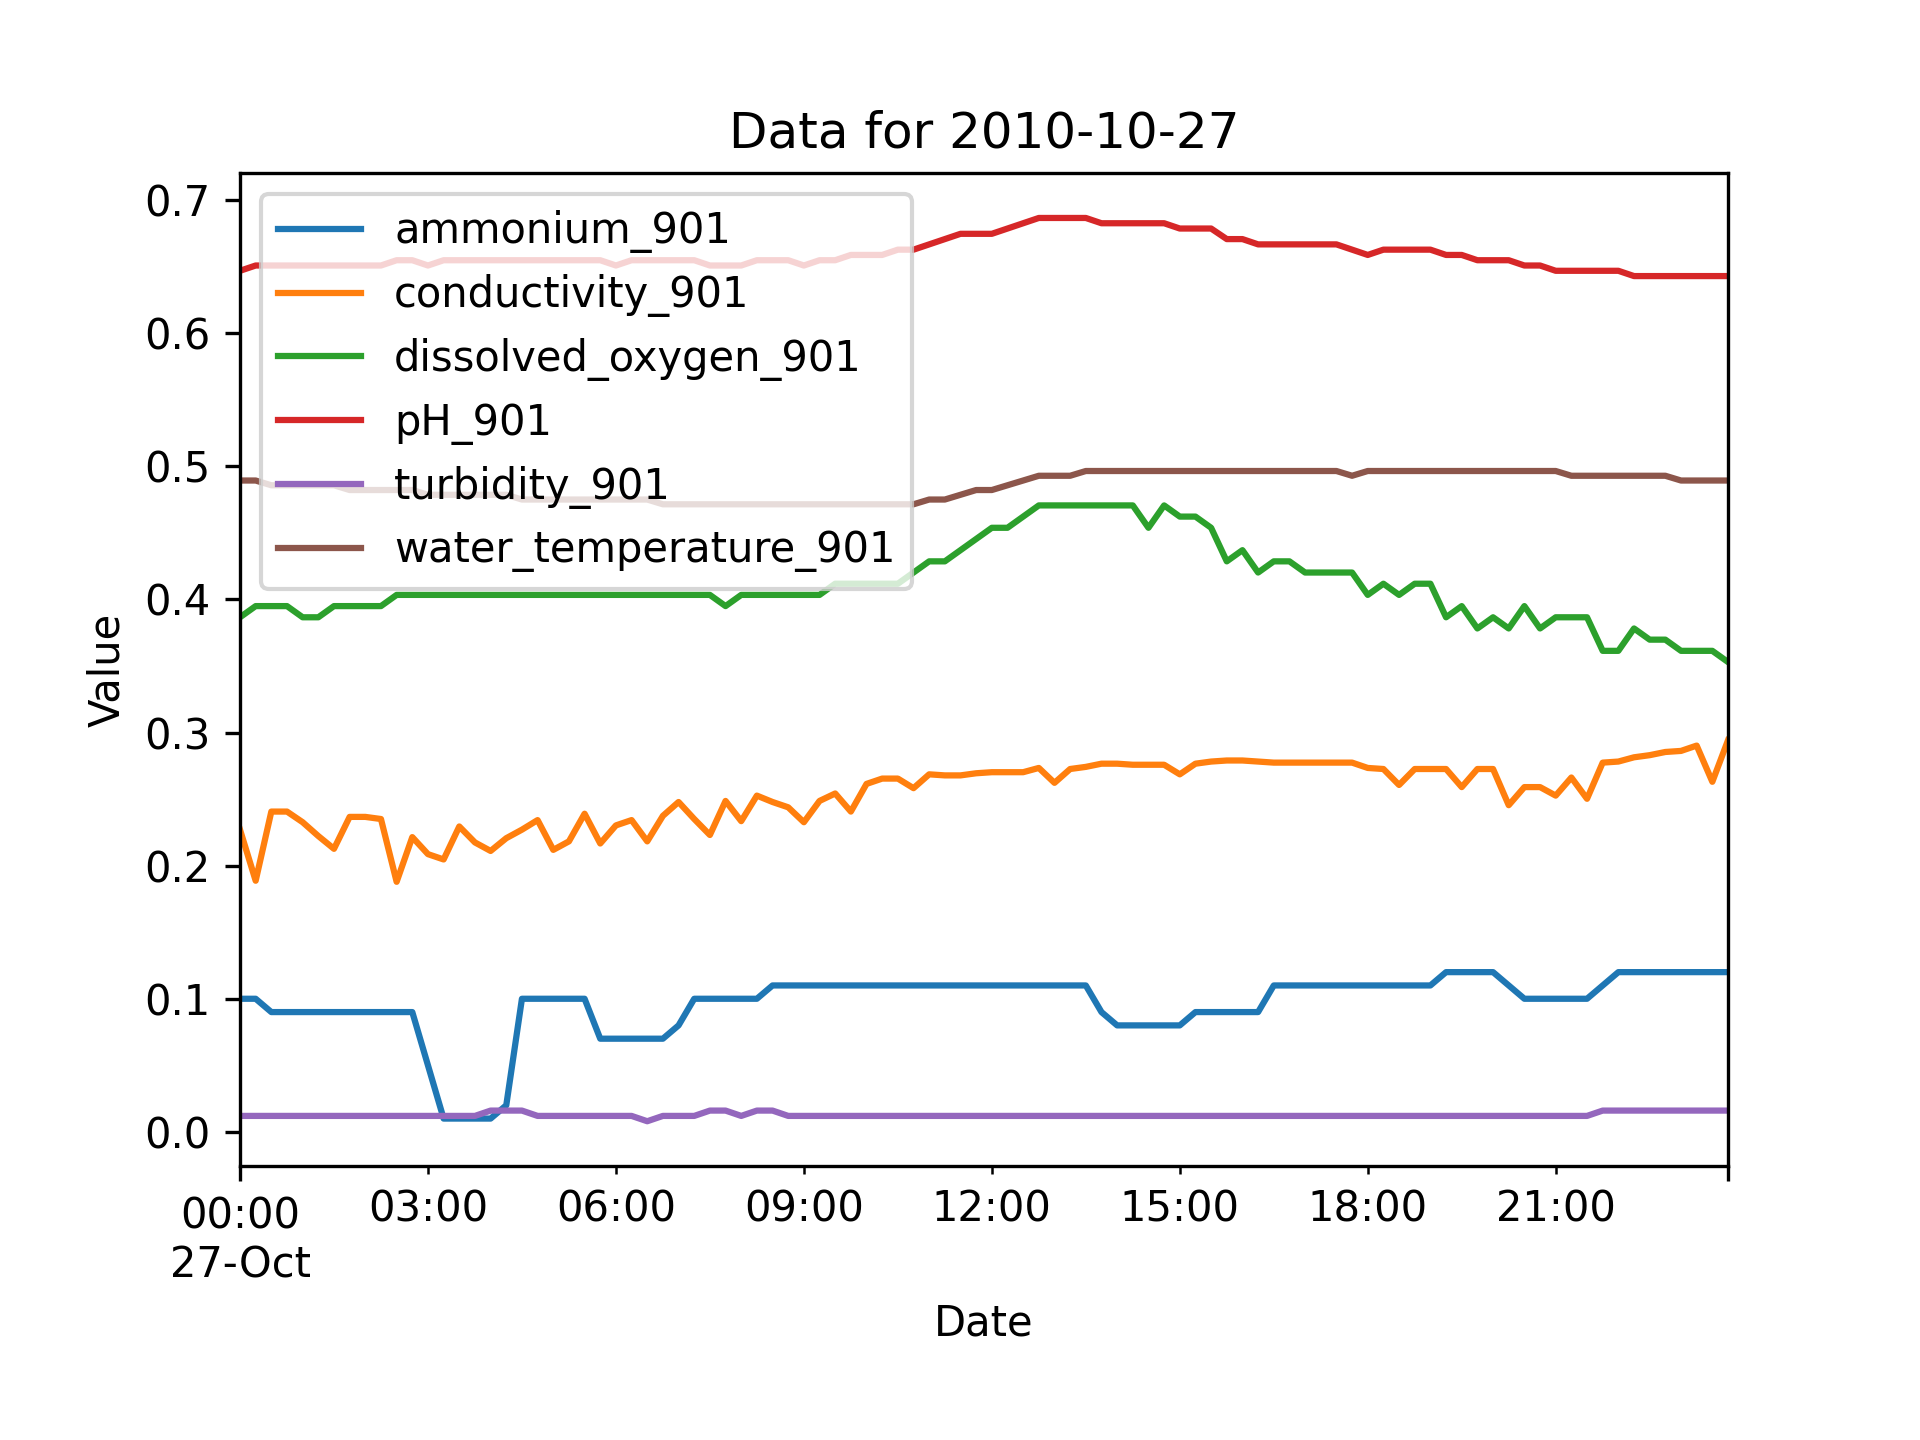 Data for 2010-10-27
0.7
0.6
0.5
0.4
0.3
0.2
0.1
0.0
Value
ammonium_901
conductivity_901
dissolved_oxygen_901
pH_901
turbidity_901
water_temperature_901
00:00 03:00 06:00 09:00 12:00 15:00 18:00 21:00
27-Oct
Date